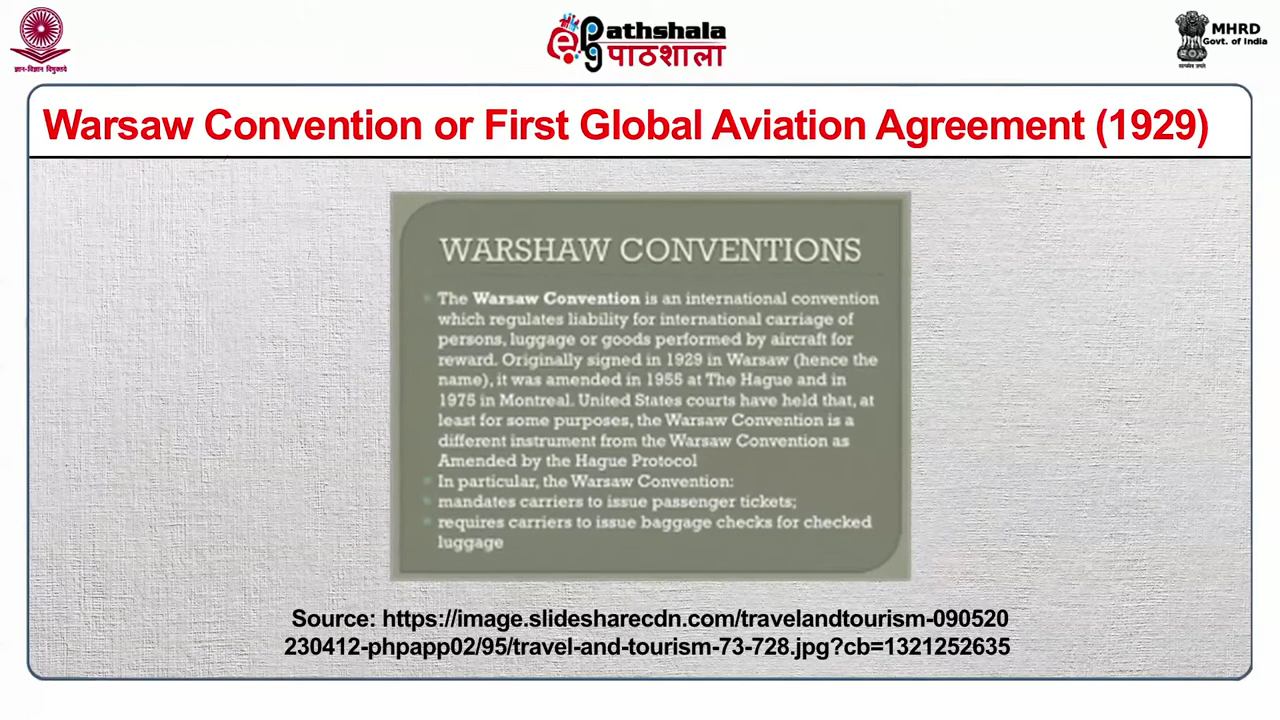 ज्ञान-विज्ञान विमुक्तये
ePG Pathshala
पाठशाला
MHRD
Govt. of India
सत्यमेव जयते
Warsaw Convention or First Global Aviation Agreement (1929)
WARSHAW CONVENTIONS
The Warsaw Convention is an international convention
which regulates liability for international carriage of
persons, luggage or goods performed by aircraft for
reward. Originally signed in 1929 in Warsaw (hence the
name), it was amended in 1955 at The Hague and in
1975 in Montreal. United States courts have held that, at
least for some purposes, the Warsaw Convention is a
different instrument from the Warsaw Convention as
Amended by the Hague Protocol
In particular, the Warsaw Convention:
mandates carriers to issue passenger tickets;
requires carriers to issue baggage checks for checked
luggage
Source: https://image.slidesharecdn.com/travelandtourism-090520
230412-phpapp02/95/travel-and-tourism-73-728.jpg?cb=1321252635